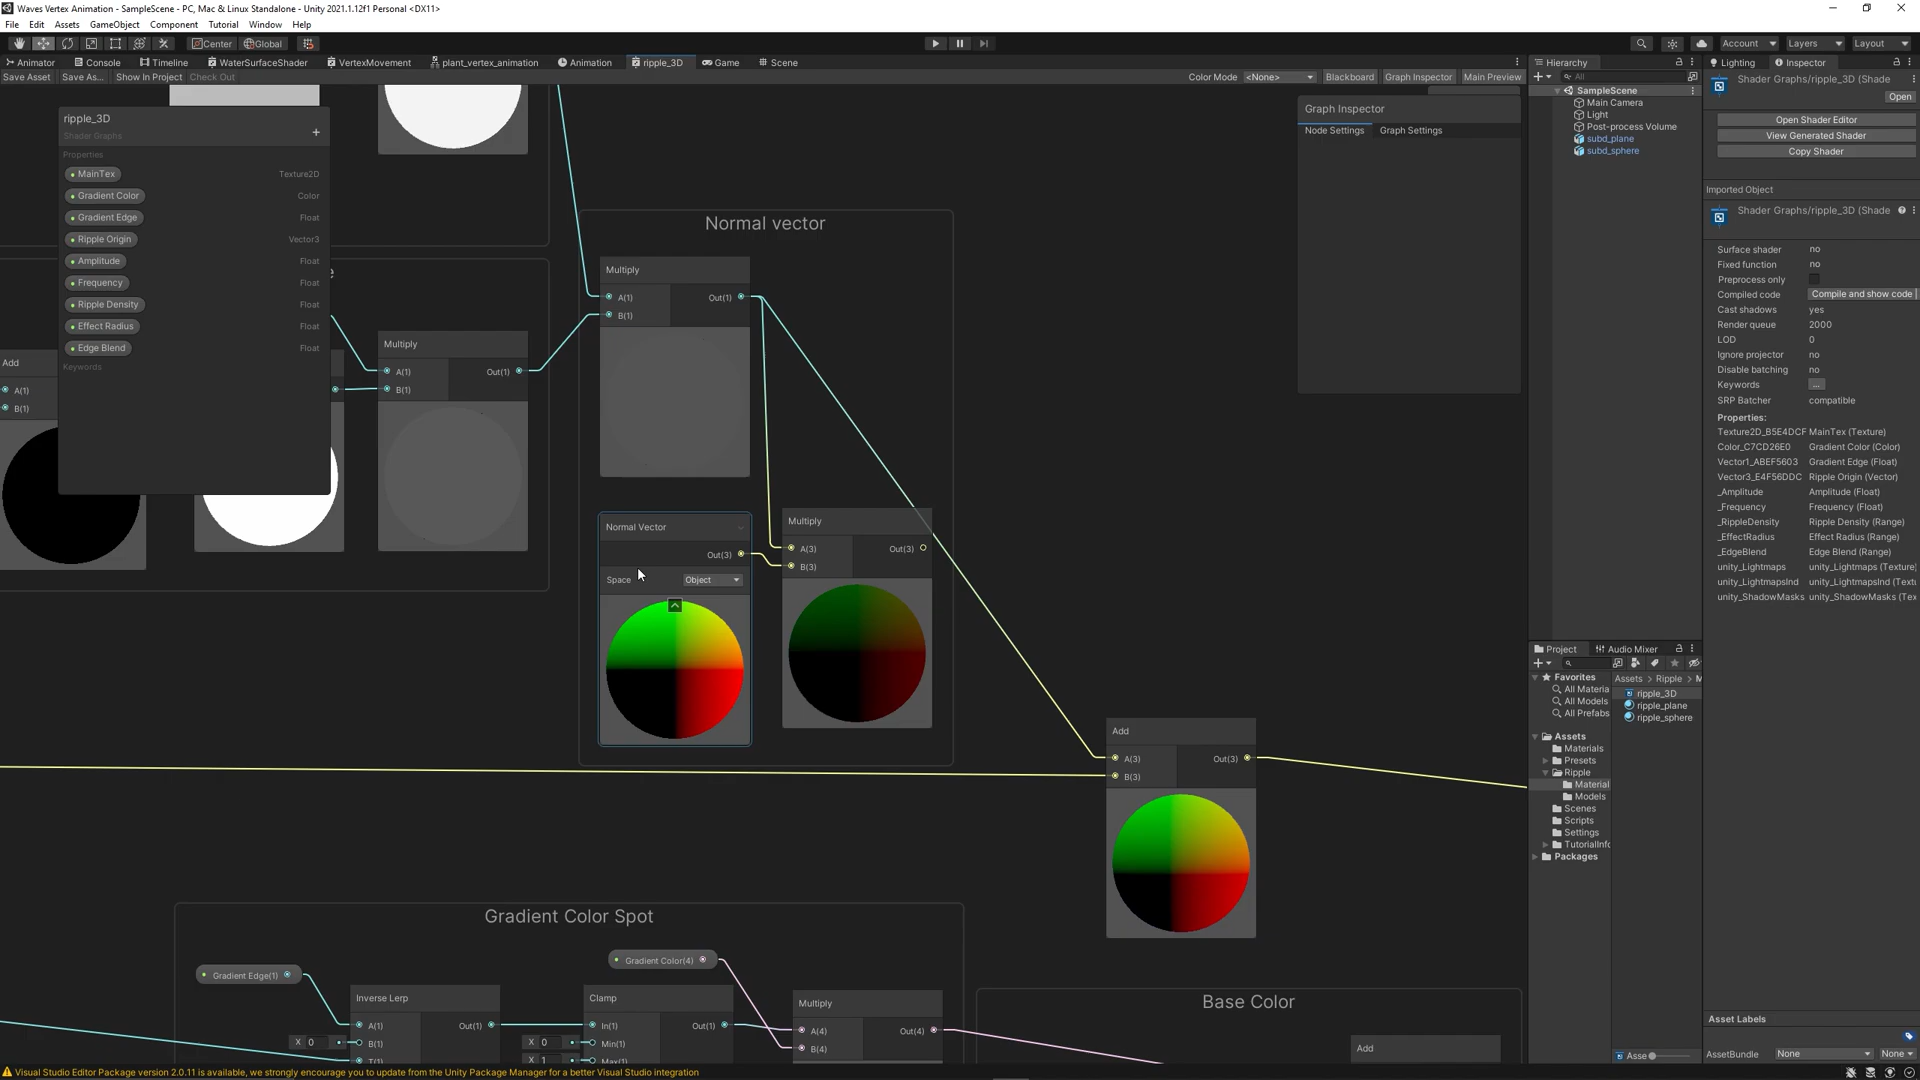 Waves Vertex Animation - SampleScene - PC, Mac & Linux Standalone - Unity 2021.1.12f1 Personal <DX11>
File Edit Assets GameObject Component Tutorial Window Help
Center Global Account Layers Layout
Animator Console Timeline WaterSurfaceShader VertexMovement plant_vertex_animation Animation ripple_3D Game Scene
Save Asset Save As... Show In Project Check Out Color Mode <None> Blackboard Graph Inspector Main Preview
ripple_3D
Shader Graphs
Properties
MainTex Texture2D
Gradient Color Color
Gradient Edge Float
Ripple Origin Vector3
Amplitude Float
Frequency Float
Ripple Density Float
Effect Radius Float
Edge Blend Float
Keywords
Add
A(1)
B(1)
Multiply
A(1) Out(1)
B(1)
Normal vector
Multiply
A(1) Out(1)
B(1)
Normal Vector
Out(3)
Space Object
Multiply
A(3) Out(3)
B(3)
Add
A(3) Out(3)
B(3)
Gradient Color Spot
Gradient Edge(1)
Gradient Color(4)
Inverse Lerp
A(1) Out(1)
X 0 B(1)
T(1)
Clamp
In(1) Out(1)
X 0 Min(1)
X 1 Max(1)
Multiply
A(4) Out(4)
B(4)
Base Color
Add
Graph Inspector
Node Settings Graph Settings
Hierarchy
All
SampleScene
Main Camera
Light
Post-process Volume
subd_plane
subd_sphere
Project Audio Mixer
Favorites
All Materia
All Models
All Prefabs
Assets
Materials
Presets
Ripple
Material
Models
Scenes
Scripts
Settings
TutorialInfo
Packages
Assets > Ripple > M
ripple_3D
ripple_plane
ripple_sphere
Asse
Lighting Inspector
Shader Graphs/ripple_3D (Shade
Open
Open Shader Editor
View Generated Shader
Copy Shader
Imported Object
Shader Graphs/ripple_3D (Shade
Surface shader no
Fixed function no
Preprocess only
Compiled code Compile and show code
Cast shadows yes
Render queue 2000
LOD 0
Ignore projector no
Disable batching no
Keywords ...
SRP Batcher compatible
Properties:
Texture2D_B5E4DCF MainTex (Texture)
Color_C7CD26E0 Gradient Color (Color)
Vector1_ABEF5603 Gradient Edge (Float)
Vector3_E4F56DDC Ripple Origin (Vector)
_Amplitude Amplitude (Float)
_Frequency Frequency (Float)
_RippleDensity Ripple Density (Range)
_EffectRadius Effect Radius (Range)
_EdgeBlend Edge Blend (Range)
unity_Lightmaps unity_Lightmaps (Texture
unity_LightmapsInd unity_LightmapsInd (Textu
unity_ShadowMasks unity_ShadowMasks (Tex
Asset Labels
AssetBundle None None
Visual Studio Editor Package version 2.0.11 is available, we strongly encourage you to update from the Unity Package Manager for a better Visual Studio integration